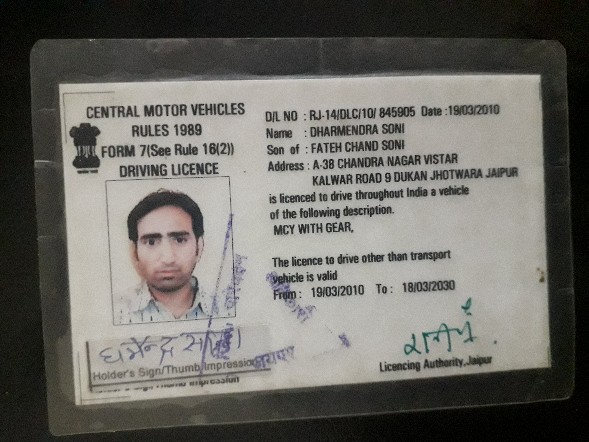 CENTRAL MOTOR VEHICLES
RULES 1989
FORM 7(See Rule 16(2))
DRIVING LICENCE
D/L NO : RJ-14/DLC/10/ 845905 Date :19/03/2010
Name : DHARMENDRA SONI
Son of : FATEH CHAND SONI
Address : A-38 CHANDRA NAGAR VISTAR
KALWAR ROAD 9 DUKAN JHOTWARA JAIPUR
is licenced to drive throughout India a vehicle
of the following description.
MCY WITH GEAR,
The licence to drive other than transport
vehicle is valid
From : 19/03/2010 To : 18/03/2030
धर्मेन्द्र
Holder's Sign/Thumb Impression
Licencing Authority,Jaipur